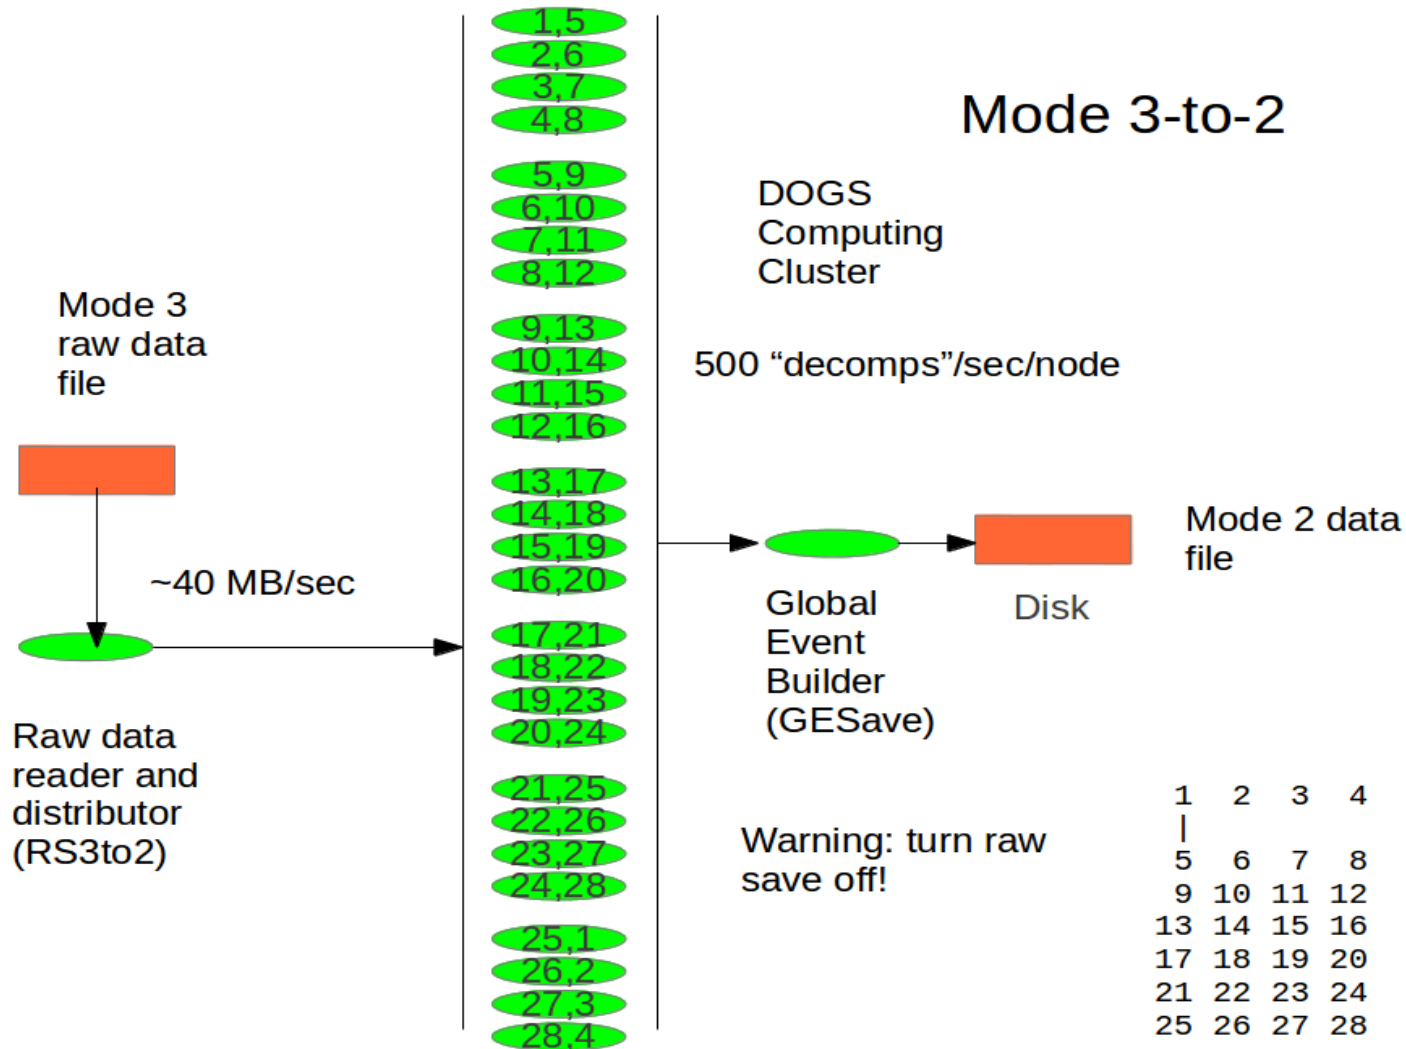 1,5
2,6
3,7
4,8
5,9
6,10
7,11
8,12
9,13
10,14
11,15
12,16
13,17
14,18
15,19
16,20
17,21
18,22
19,23
20,24
21,25
22,26
23,27
24,28
25,1
26,2
27,3
28,4
Mode 3-to-2
DOGS
Computing
Cluster
500 “decomps”/sec/node
Mode 3
raw data
file
~40 MB/sec
Raw data
reader and
distributor
(RS3to2)
Global
Event
Builder
(GESave)
Disk
Mode 2 data
file
Warning: turn raw
save off!
1 2 3 4
|
5 6 7 8
9 10 11 12
13 14 15 16
17 18 19 20
21 22 23 24
25 26 27 28